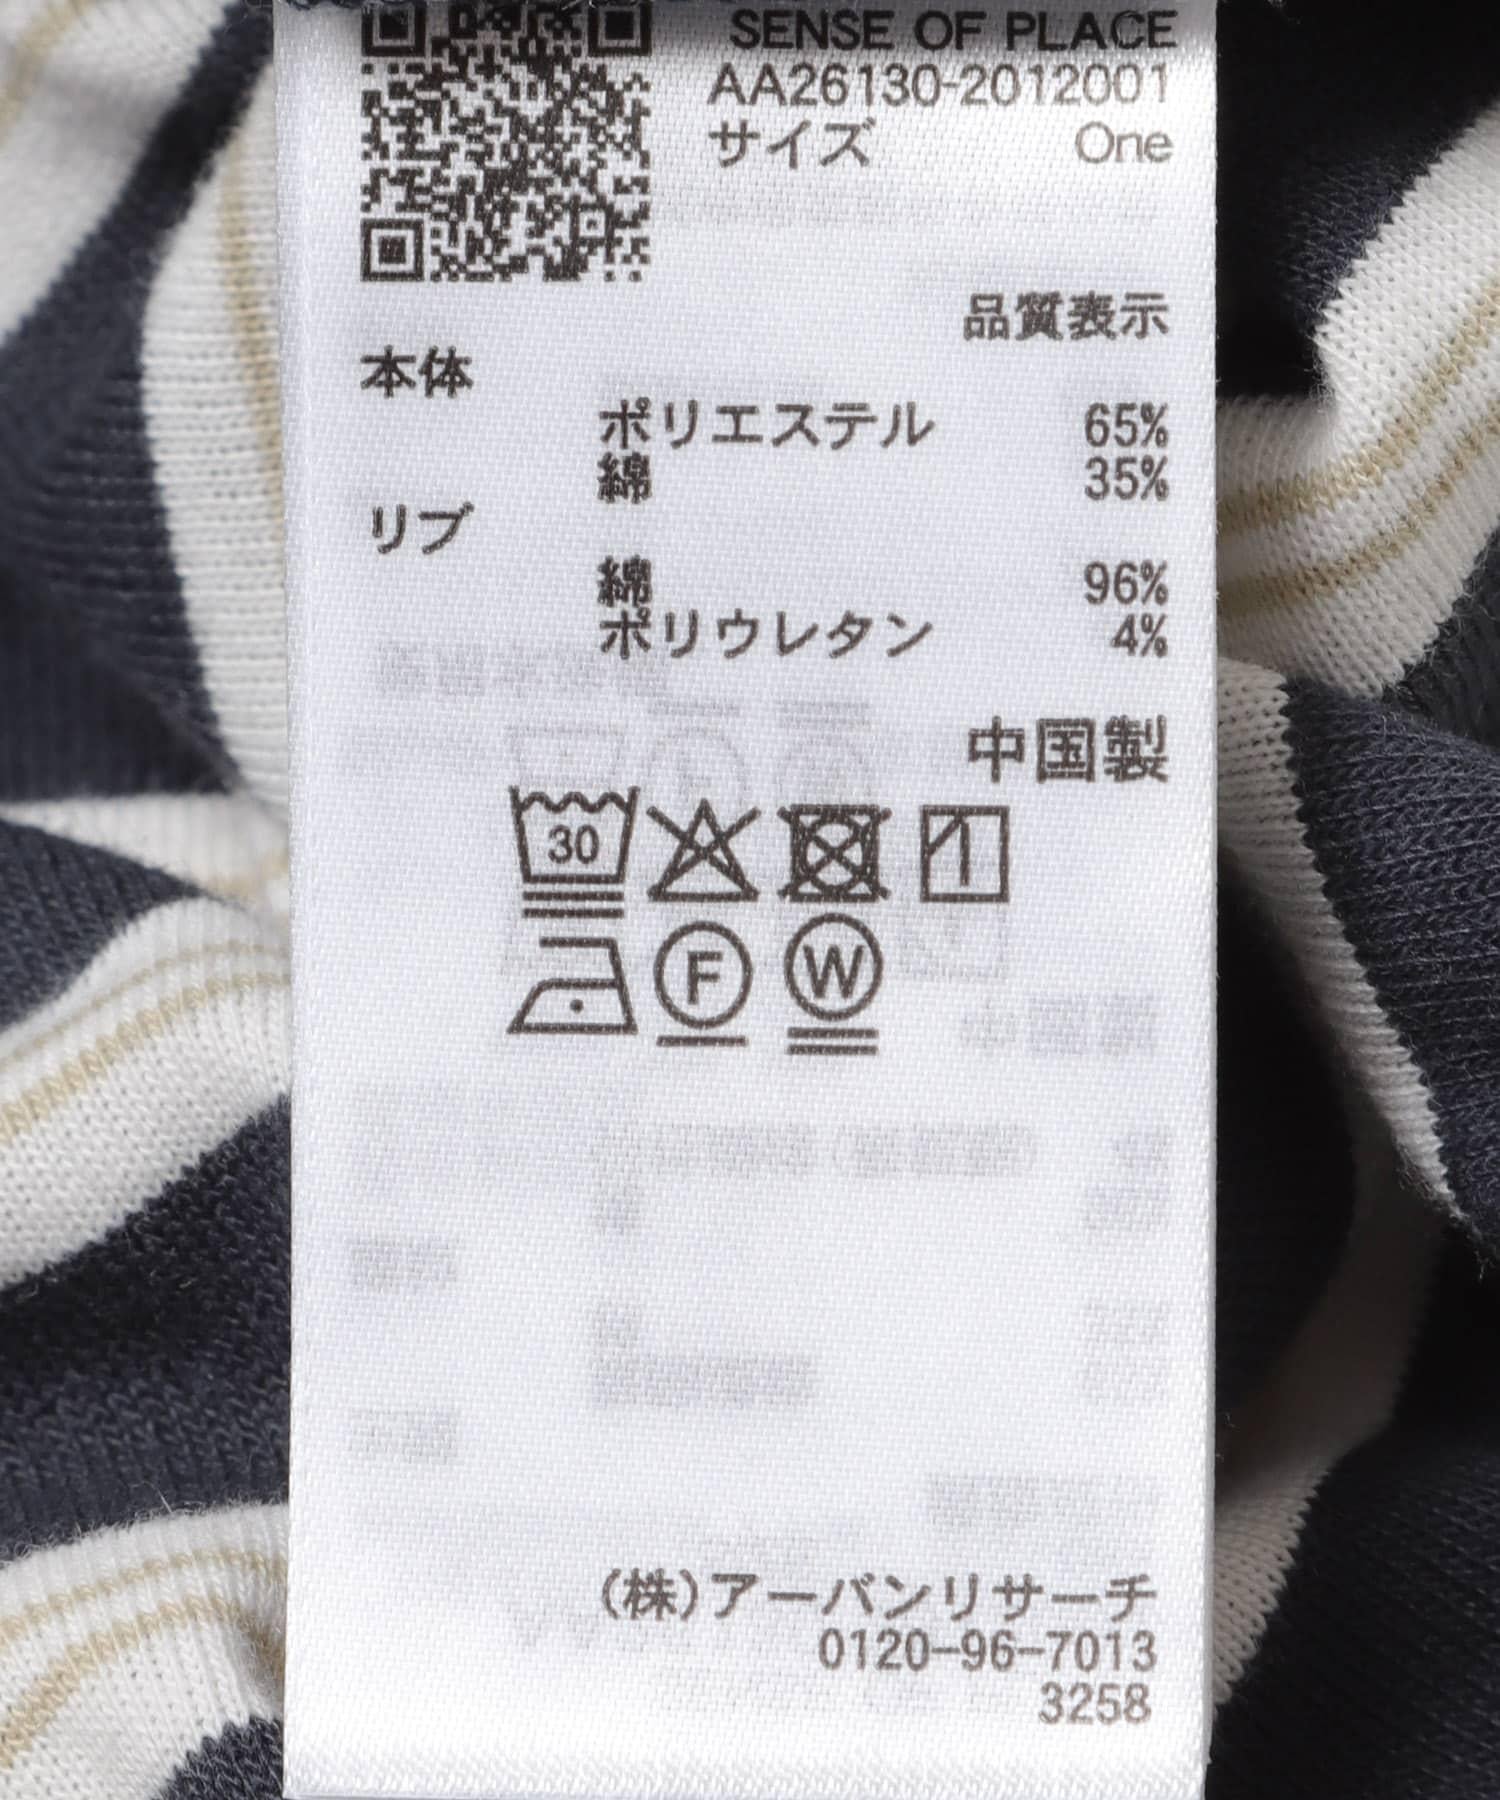 SENSE OF PLACE
AA26130-2012001
サイズ One
品質表示
本体
ポリエステル 65%
綿 35%
リブ
綿 96%
ポリウレタン 4%
中国製
30
F W
(株)アーバンリサーチ
0120-96-7013
3258